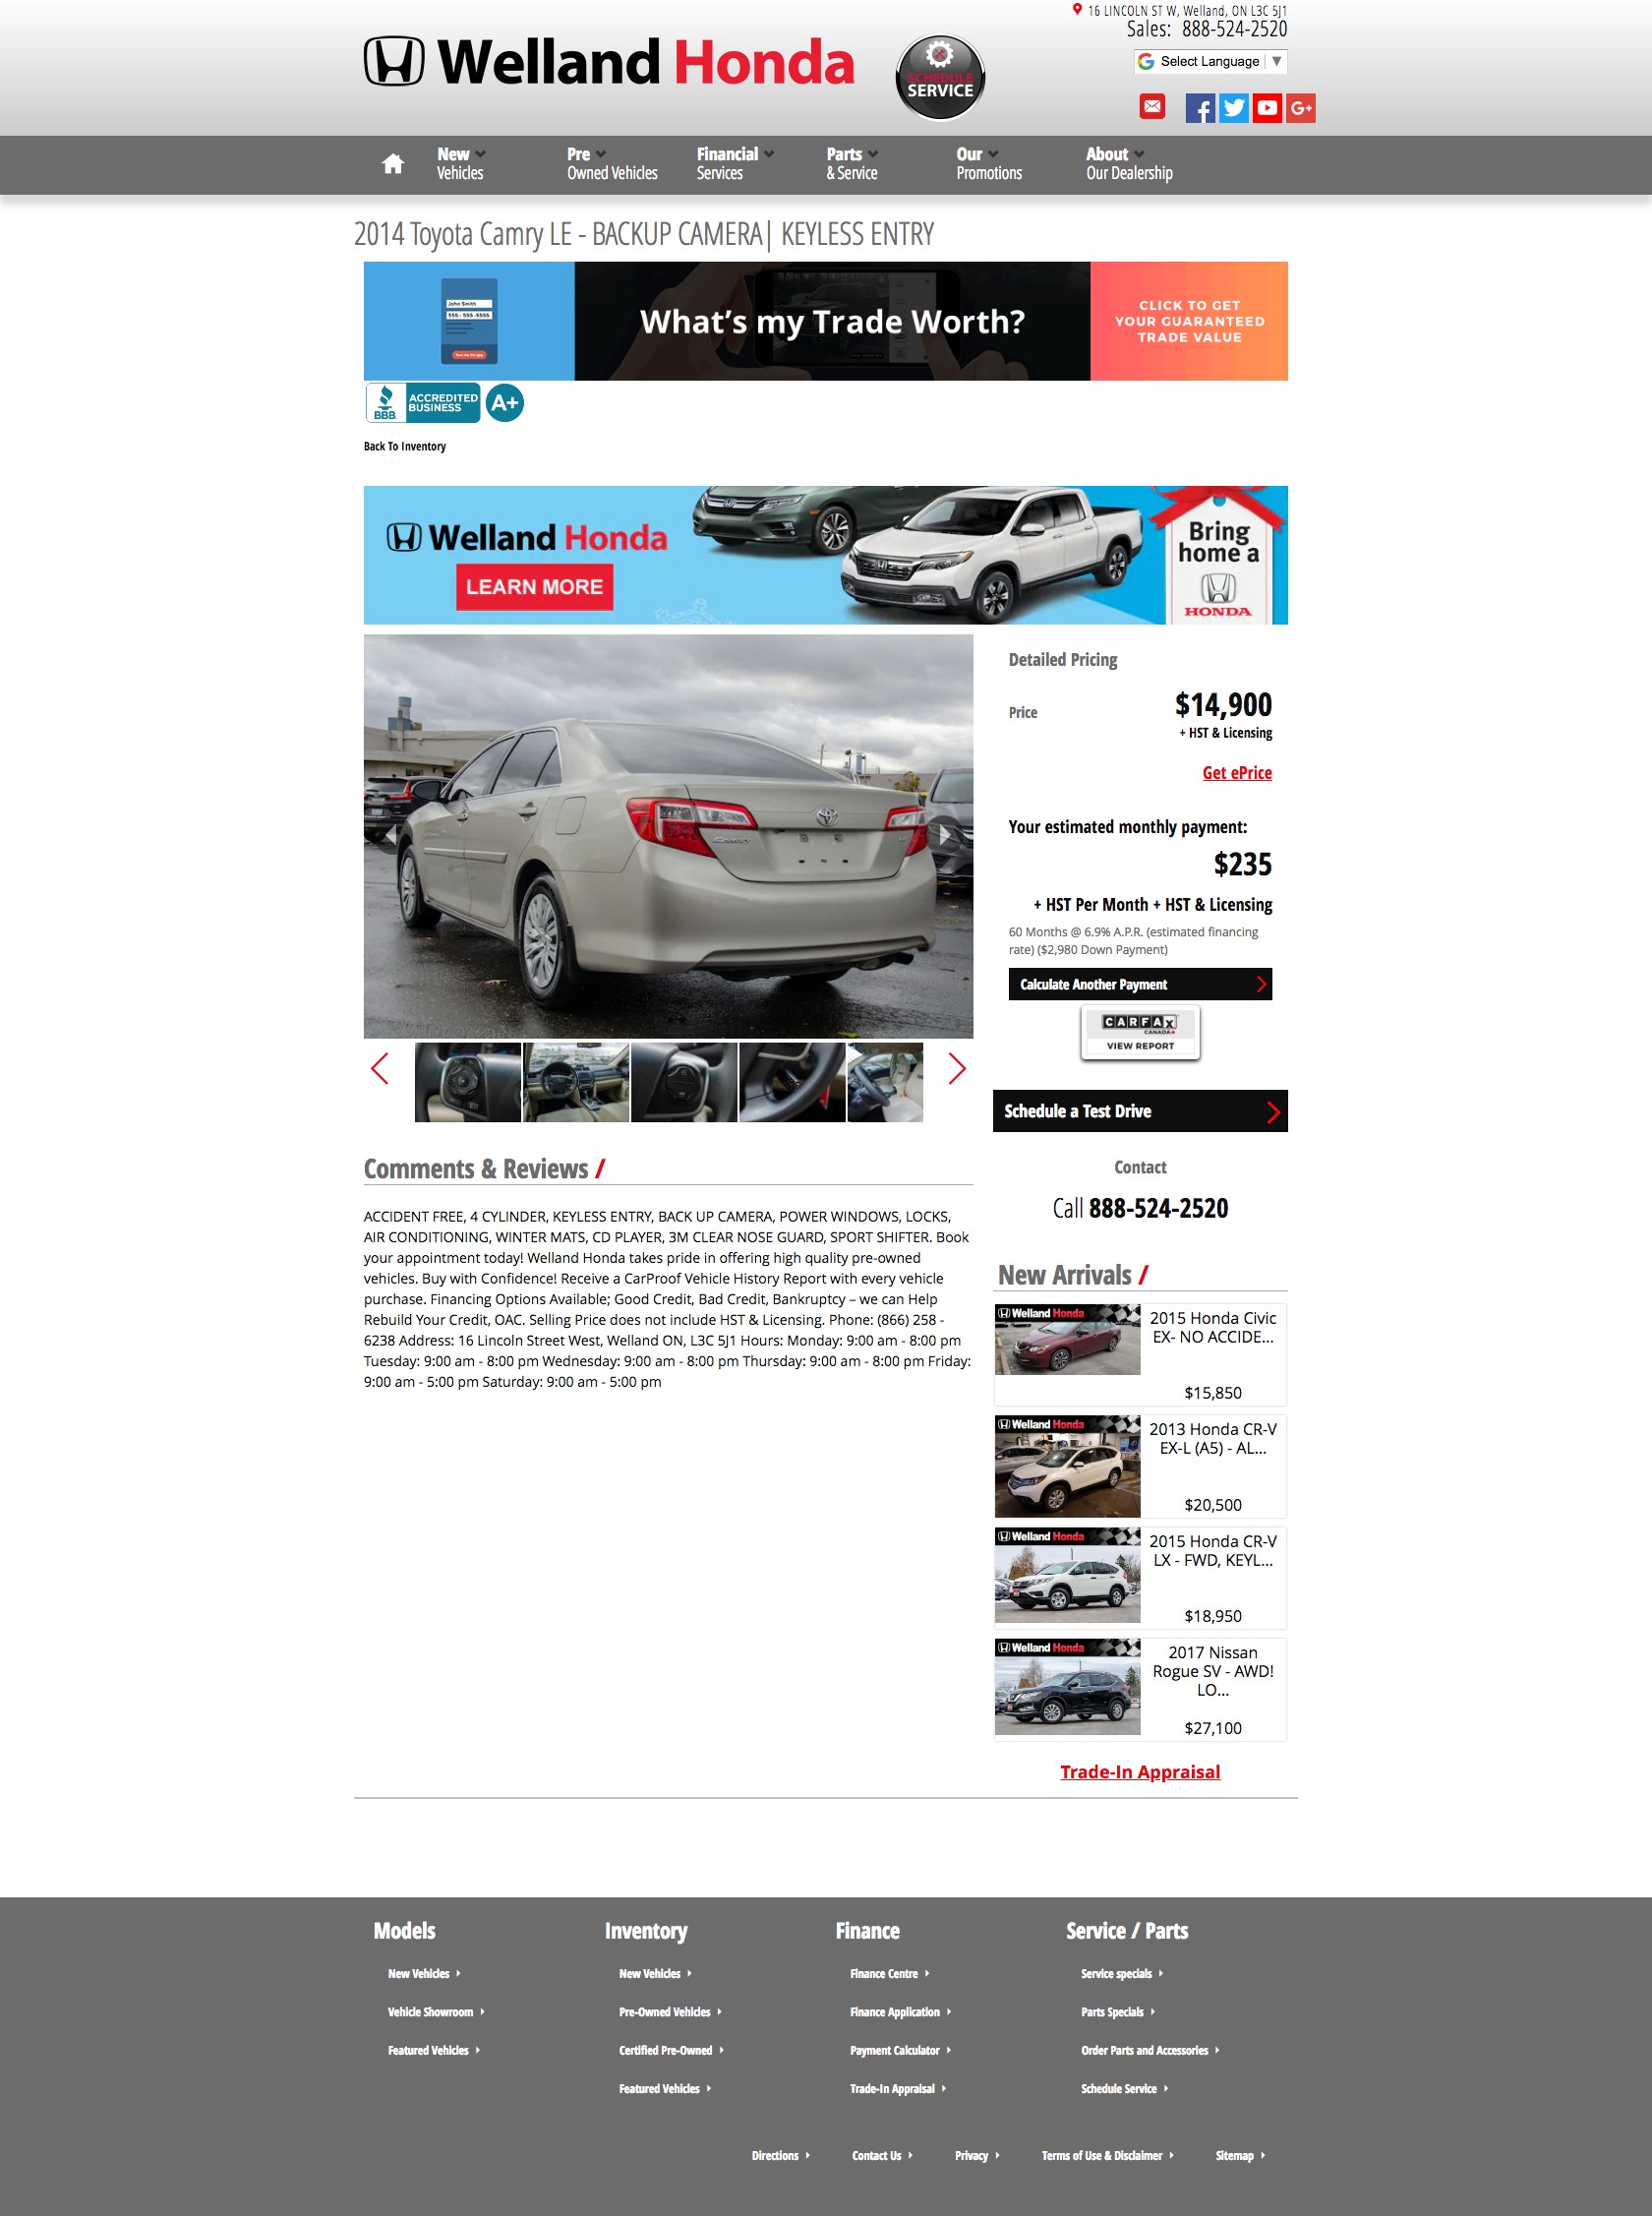 16 LINCOLN ST W, Welland, ON L3C 5J1
Sales: 888-524-2520
Welland Honda
SCHEDULE
SERVICE
Select Language ▼
G+
New
Vehicles
Pre
Owned Vehicles
Financial
Services
Parts
& Service
Our
Promotions
About
Our Dealership
2014 Toyota Camry LE - BACKUP CAMERA| KEYLESS ENTRY
John Smith
555 - 555 -5555
What's my Trade Worth?
CLICK TO GET
YOUR GUARANTEED
TRADE VALUE
BBB.
ACCREDITED
BUSINESS
A+
Back To Inventory
Welland Honda
LEARN MORE
Bring
home a
HONDA
Detailed Pricing
Price
$14,900
+ HST & Licensing
Get ePrice
Your estimated monthly payment:
$235
+ HST Per Month + HST & Licensing
60 Months @ 6.9% A.P.R. (estimated financing
rate) ($2,980 Down Payment)
Calculate Another Payment
CARFAX
CANADA
VIEW REPORT
Schedule a Test Drive
Contact
Call 888-524-2520
Camry
Comments & Reviews /
ACCIDENT FREE, 4 CYLINDER, KEYLESS ENTRY, BACK UP CAMERA, POWER WINDOWS, LOCKS,
AIR CONDITIONING, WINTER MATS, CD PLAYER, 3M CLEAR NOSE GUARD, SPORT SHIFTER. Book
your appointment today! Welland Honda takes pride in offering high quality pre-owned
vehicles. Buy with Confidence! Receive a CarProof Vehicle History Report with every vehicle
purchase. Financing Options Available; Good Credit, Bad Credit, Bankruptcy – we can Help
Rebuild Your Credit, OAC. Selling Price does not include HST & Licensing. Phone: (866) 258 -
6238 Address: 16 Lincoln Street West, Welland ON, L3C 5J1 Hours: Monday: 9:00 am - 8:00 pm
Tuesday: 9:00 am - 8:00 pm Wednesday: 9:00 am - 8:00 pm Thursday: 9:00 am - 8:00 pm Friday:
9:00 am - 5:00 pm Saturday: 9:00 am - 5:00 pm
New Arrivals /
Welland Honda
2015 Honda Civic
EX- NO ACCIDE...
$15,850
Welland Honda
2013 Honda CR-V
EX-L (A5) - AL...
$20,500
Welland Honda
2015 Honda CR-V
LX - FWD, KEYL...
$18,950
Welland Honda
2017 Nissan
Rogue SV - AWD!
LO...
$27,100
Trade-In Appraisal
Models
New Vehicles
Vehicle Showroom
Featured Vehicles
Inventory
New Vehicles
Pre-Owned Vehicles
Certified Pre-Owned
Featured Vehicles
Finance
Finance Centre
Finance Application
Payment Calculator
Trade-In Appraisal
Service / Parts
Service specials
Parts Specials
Order Parts and Accessories
Schedule Service
Directions
Contact Us
Privacy
Terms of Use & Disclaimer
Sitemap